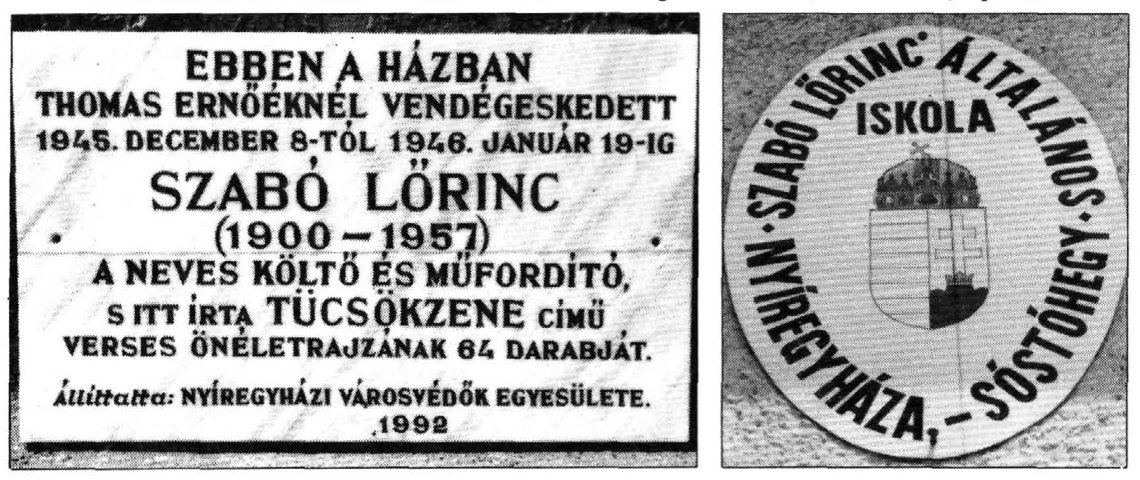 EBBEN A HÁZBAN
THOMAS ERNŐÉKNÉL VENDÉGESKEDETT
1945. DECEMBER 8-TÓL 1946. JANUÁR 19-IG
SZABÓ LŐRINC
(1900 – 1957)
A NEVES KÖLTŐ ÉS MŰFORDÍTÓ,
S ITT ÍRTA TÜCSÖKZENE CÍMŰ
VERSES ÖNÉLETRAJZÁNAK 64 DARABJÁT.
Állíttatta: NYÍREGYHÁZI VÁROSVÉDŐK EGYESÜLETE.
1992
SZABÓ LŐRINC ÁLTALÁNOS
ISKOLA
NYÍREGYHÁZA,–SÓSTÓHEGY